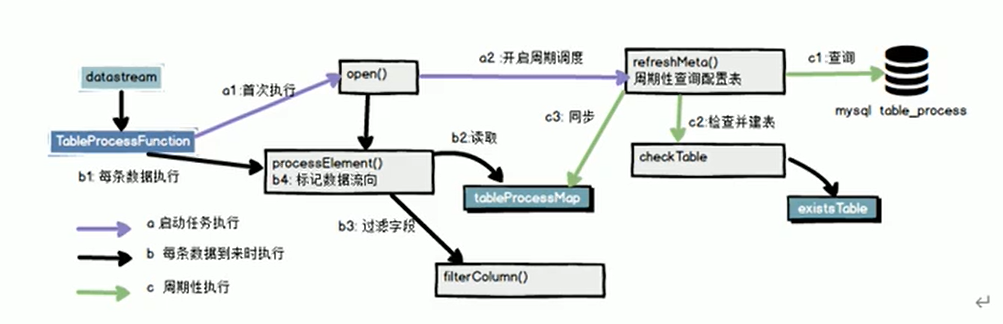 datastream
TableProcessFunction
a1:首次执行
open()
a2 :开启周期调度
refreshMeta()
周期性查询配置表
c1:查询
mysql table_process
c3: 同步
c2:检查并建表
checkTable
existsTable
b1: 每条数据执行
processElement()
b4: 标记数据流向
b2:读取
tableProcessMap
b3: 过滤字段
filterColumn()
a 启动任务执行
b 每条数据到来时执行
c 周期性执行